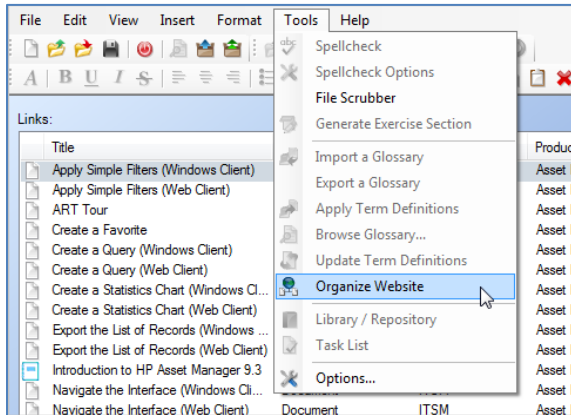 File Edit View Insert Format Tools Help
A B U I S
abc
Spellcheck
Spellcheck Options
File Scrubber
Generate Exercise Section
Import a Glossary
Export a Glossary
Apply Term Definitions
Browse Glossary...
Update Term Definitions
Organize Website
Library / Repository
Task List
Options...
Links:
Title Produc
Apply Simple Filters (Windows Client) Asset
Apply Simple Filters (Web Client) Asset
ART Tour Asset
Create a Favorite Asset
Create a Query (Windows Client) Asset
Create a Query (Web Client) Asset
Create a Statistics Chart (Windows Cl... Asset
Create a Statistics Chart (Web Client) Asset
Export the List of Records (Windows ... Asset
Export the List of Records (Web Client) Asset
Introduction to HP Asset Manager 9.3 Asset
Navigate the Interface (Windows Cli... Asset
Navigate the Interface (Web Client) Document ITSM Asset